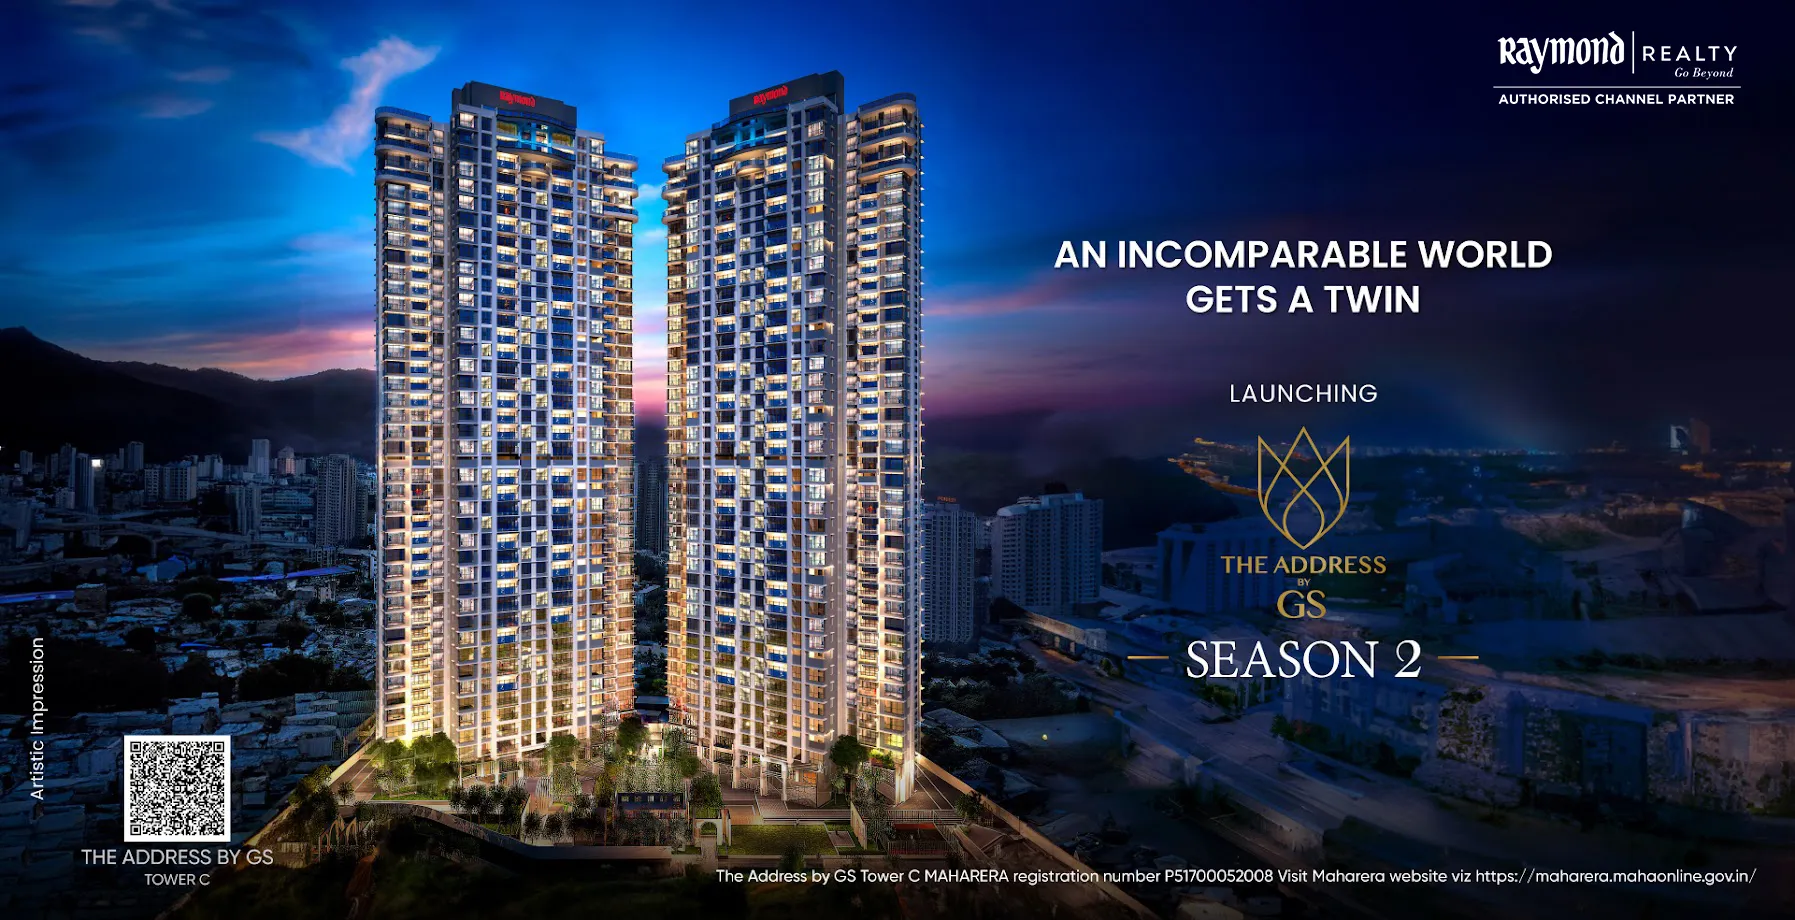 Raymond | REALTY
Go Beyond
AUTHORISED CHANNEL PARTNER
Raymond
Raymond
AN INCOMPARABLE WORLD
GETS A TWIN
LAUNCHING
THE ADDRESS
BY
GS
SEASON 2
Artistic Impression
THE ADDRESS BY GS
TOWER C
The Address by GS Tower C MAHARERA registration number P51700052008 Visit Maharera website viz https://maharera.mahaonline.gov.in/